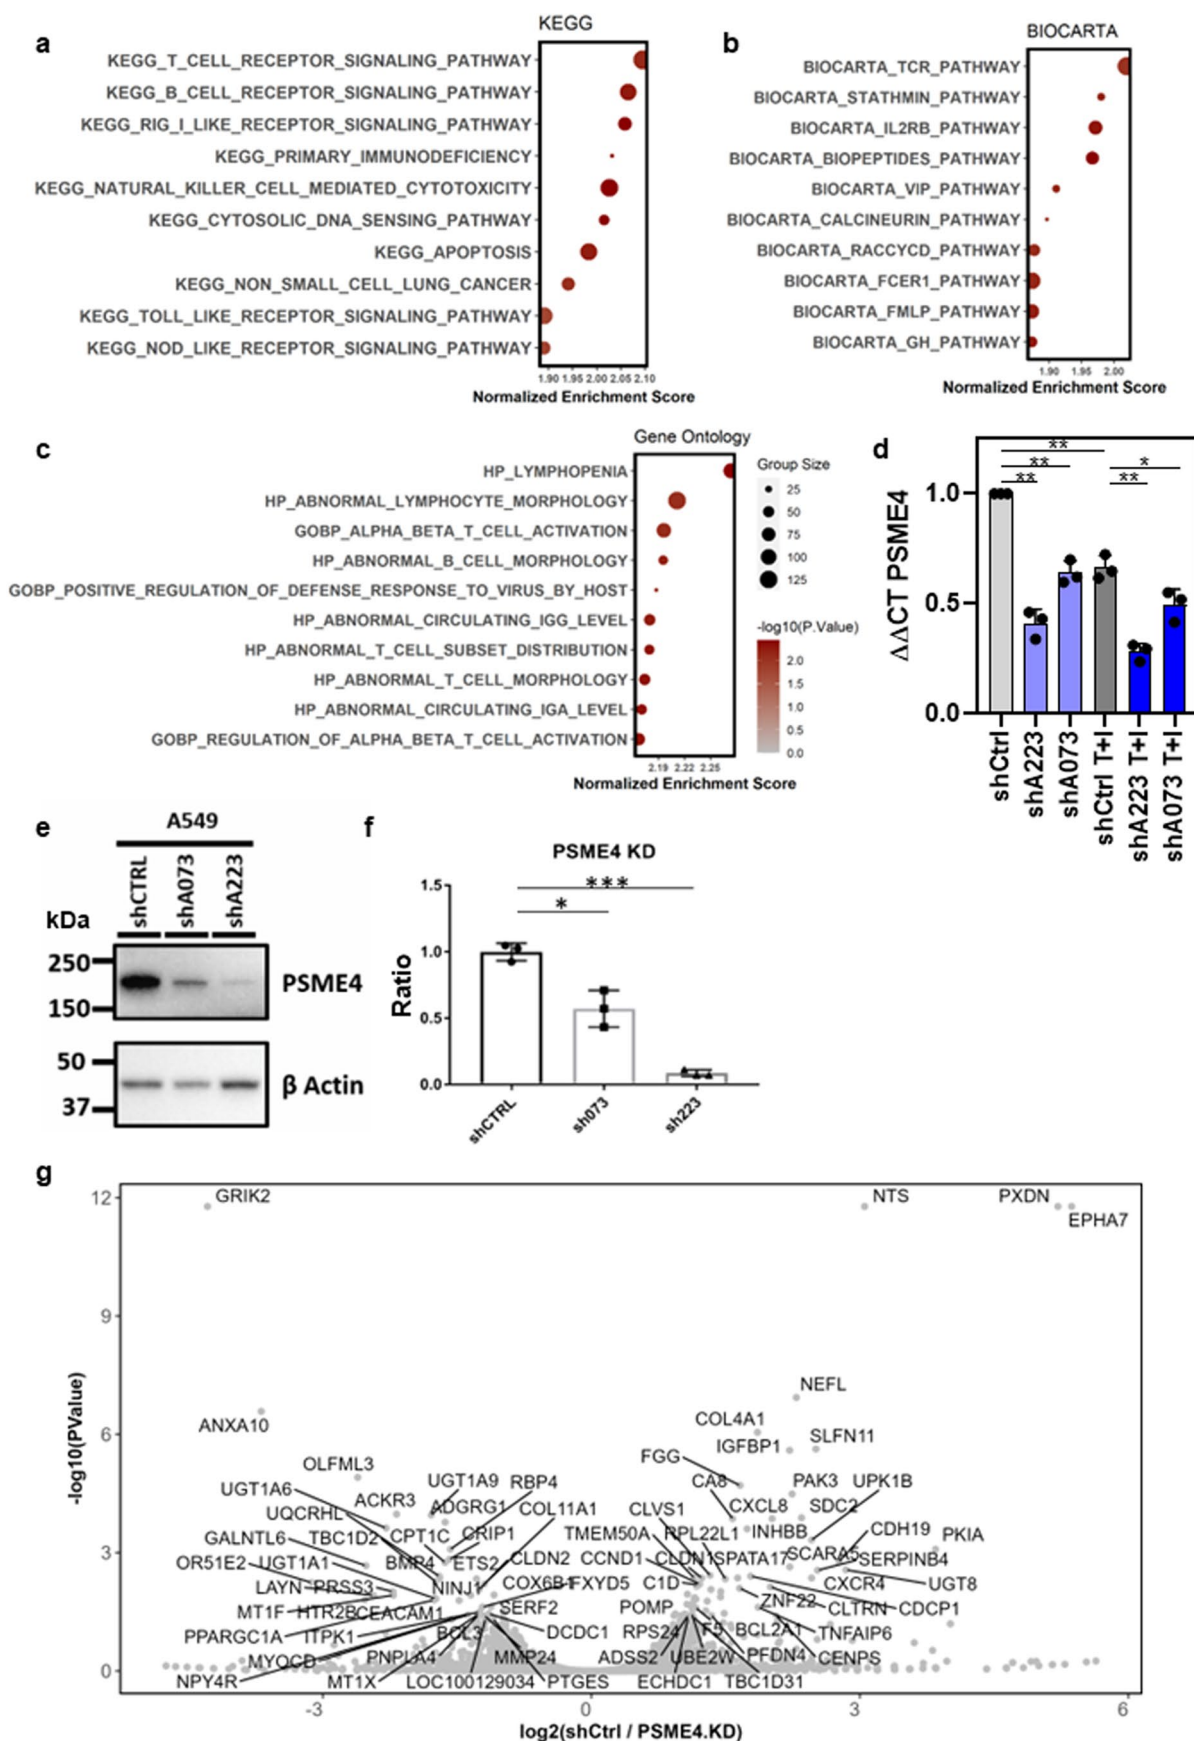 a
KEGG
KEGG_T_CELL_RECEPTOR_SIGNALING_PATHWAY
KEGG_B_CELL_RECEPTOR_SIGNALING_PATHWAY
KEGG_RIG_I_LIKE_RECEPTOR_SIGNALING_PATHWAY
KEGG_PRIMARY_IMMUNODEFICIENCY
KEGG_NATURAL_KILLER_CELL_MEDIATED_CYTOTOXICITY
KEGG_CYTOSOLIC_DNA_SENSING_PATHWAY
KEGG_APOPTOSIS
KEGG_NON_SMALL_CELL_LUNG_CANCER
KEGG_TOLL_LIKE_RECEPTOR_SIGNALING_PATHWAY
KEGG_NOD_LIKE_RECEPTOR_SIGNALING_PATHWAY
1.90 1.95 2.00 2.05 2.10
Normalized Enrichment Score
b
BIOCARTA
BIOCARTA_TCR_PATHWAY
BIOCARTA_STATHMIN_PATHWAY
BIOCARTA_IL2RB_PATHWAY
BIOCARTA_BIOPEPTIDES_PATHWAY
BIOCARTA_VIP_PATHWAY
BIOCARTA_CALCINEURIN_PATHWAY
BIOCARTA_RACCYCD_PATHWAY
BIOCARTA_FCER1_PATHWAY
BIOCARTA_FMLP_PATHWAY
BIOCARTA_GH_PATHWAY
1.90 1.95 2.00
Normalized Enrichment Score
c
Gene Ontology
HP_LYMPHOPENIA
HP_ABNORMAL_LYMPHOCYTE_MORPHOLOGY
GOBP_ALPHA_BETA_T_CELL_ACTIVATION
HP_ABNORMAL_B_CELL_MORPHOLOGY
GOBP_POSITIVE_REGULATION_OF_DEFENSE_RESPONSE_TO_VIRUS_BY_HOST
HP_ABNORMAL_CIRCULATING_IGG_LEVEL
HP_ABNORMAL_T_CELL_SUBSET_DISTRIBUTION
HP_ABNORMAL_T_CELL_MORPHOLOGY
HP_ABNORMAL_CIRCULATING_IGA_LEVEL
GOBP_REGULATION_OF_ALPHA_BETA_T_CELL_ACTIVATION
2.19 2.22 2.25
Normalized Enrichment Score
Group Size
25
50
75
100
125
-log10(P.Value)
2.0
1.5
1.0
0.5
0.0
d
ΔΔCT PSME4
1.0
0.5
0.0
**
** *
** **
shCtrl
shA223
shA073
shCtrl T+I
shA223 T+I
shA073 T+I
e
A549
kDa
shCTRL
shA073
shA223
250
150
PSME4
50
37
β Actin
f
PSME4 KD
Ratio
1.5
1.0
0.5
0.0
***
*
shCTRL
sh073
sh223
g
-log10(PValue)
12
9
6
3
0
GRIK2 NTS PXDN
EPHA7
NEFL
ANXA10 COL4A1
IGFBP1 SLFN11
OLFML3 FGG
UGT1A6 UGT1A9 RBP4 CA8 PAK3 UPK1B
ACKR3 ADGRG1 COL11A1 CLVS1 CXCL8 SDC2
UQCRHL
GALNTL6 TBC1D2 CPT1C CRIP1 TMEM50A RPL22L1 INHBB CDH19 PKIA
OR51E2 UGT1A1 BMP4 ETS2 CLDN2 CCND1 CLDN1 SPATA17 SCARA5 SERPINB4
LAYN PRSS3 NINJ1 COX6B1 FXYD5 C1D CXCR4 UGT8
MT1F HTR2B CEACAM1 SERF2 POMP ZNF22 CLTRN CDCP1
PPARGC1A ITPK1 BCL3 DCDC1 RPS24 F5 BCL2A1 TNFAIP6
MYOCD PNPLA4 MMP24 ADSS2 UBE2W PFDN4 CENPS
NPY4R MT1X LOC100129034 PTGES ECHDC1 TBC1D31
-3 0 3 6
log2(shCtrl / PSME4.KD)